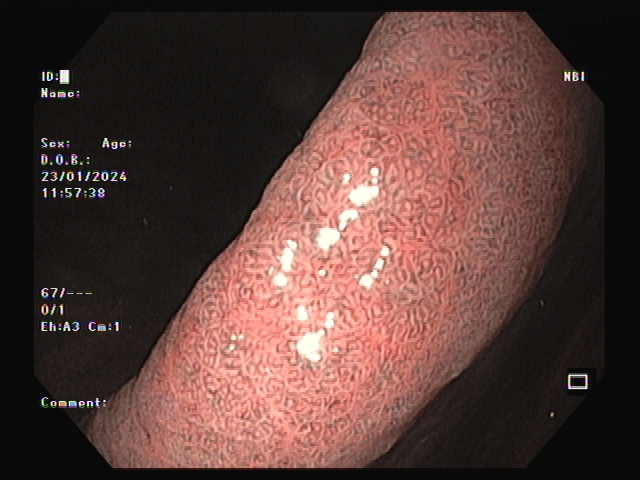 ID:
NBI
Name:
Sex: Age:
D.O.B.:
23/01/2024
11:57:38
67/---
0/1
Eh:A3 Cm:1
Comment: